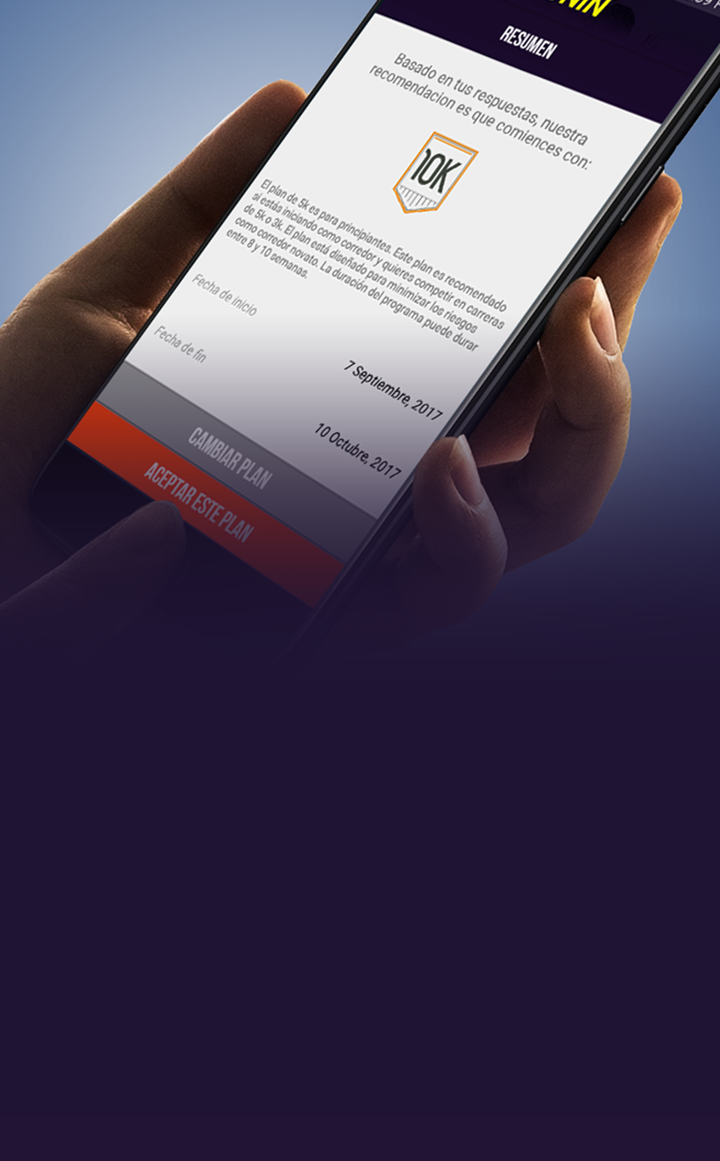 RESUMEN
Basado en tus respuestas, nuestra
recomendacion es que comiences con:
10K
El plan de 5k es para principiantes. Este plan es recomendado
si estás iniciando como corredor y quieres competir en carreras
de 5k o 3k. El plan está diseñado para minimizar los riesgos
como corredor novato. La duración del programa puede durar
entre 8 y 10 semanas.
Fecha de inicio
7 Septiembre, 2017
Fecha de fin
10 Octubre, 2017
CAMBIAR PLAN
ACEPTAR ESTE PLAN